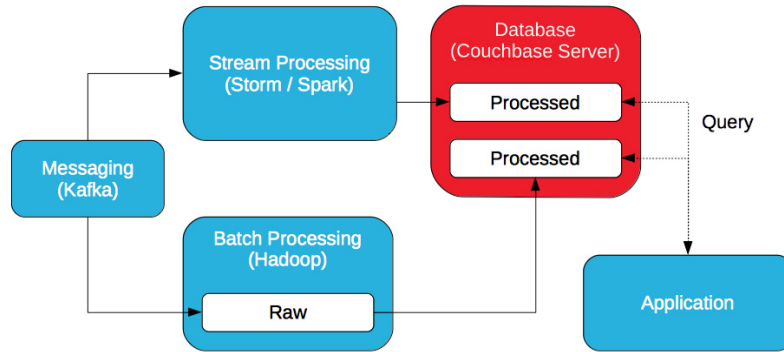 Database
(Couchbase Server)
Stream Processing
(Storm / Spark)
Processed
Query
Processed
Messaging
(Kafka)
Batch Processing
(Hadoop)
Raw
Application